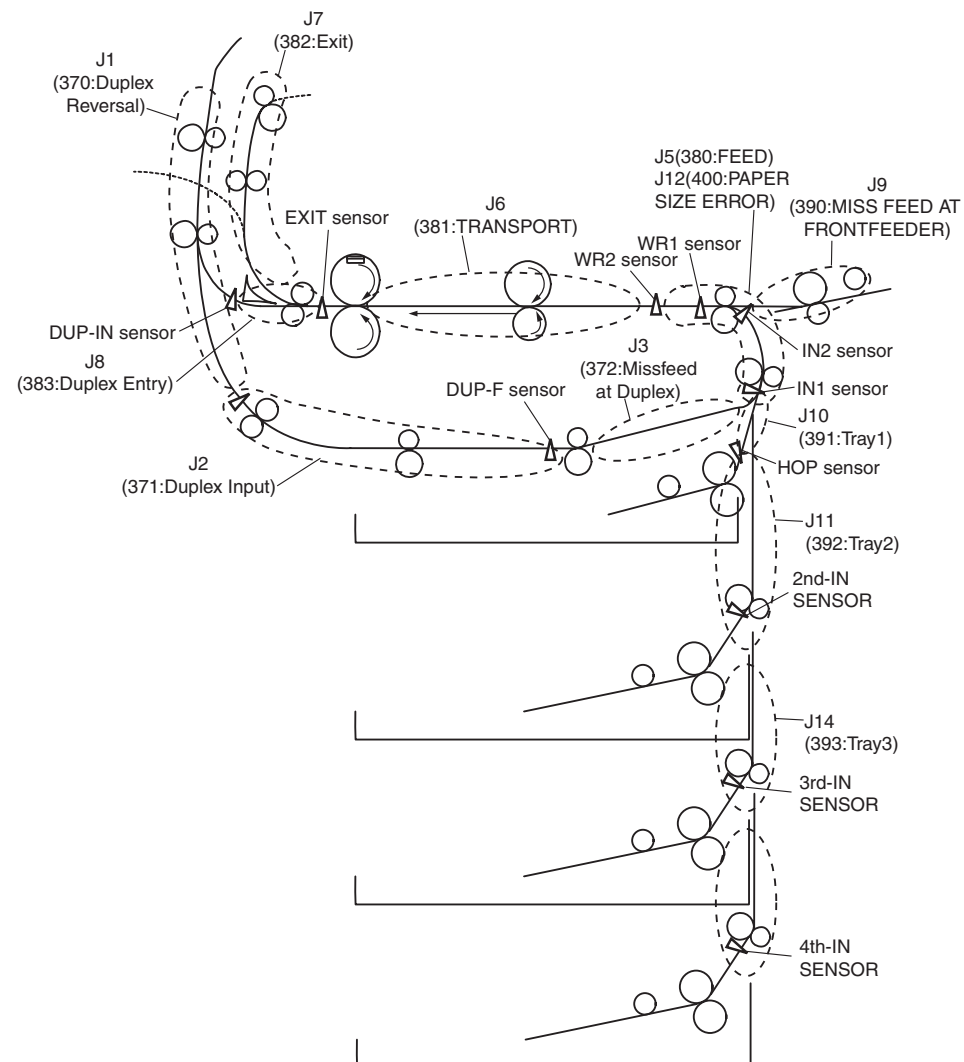 J7
(382:Exit)
J1
(370:Duplex
Reversal)
J5(380:FEED)
J12(400:PAPER
SIZE ERROR)
J9
(390:MISS FEED AT
FRONTFEEDER)
J6
(381:TRANSPORT)
EXIT sensor
WR1 sensor
WR2 sensor
DUP-IN sensor
J8
(383:Duplex Entry)
J3
(372:Missfeed
at Duplex)
IN2 sensor
DUP-F sensor
IN1 sensor
J10
(391:Tray1)
HOP sensor
J2
(371:Duplex Input)
J11
(392:Tray2)
2nd-IN
SENSOR
J14
(393:Tray3)
3rd-IN
SENSOR
4th-IN
SENSOR